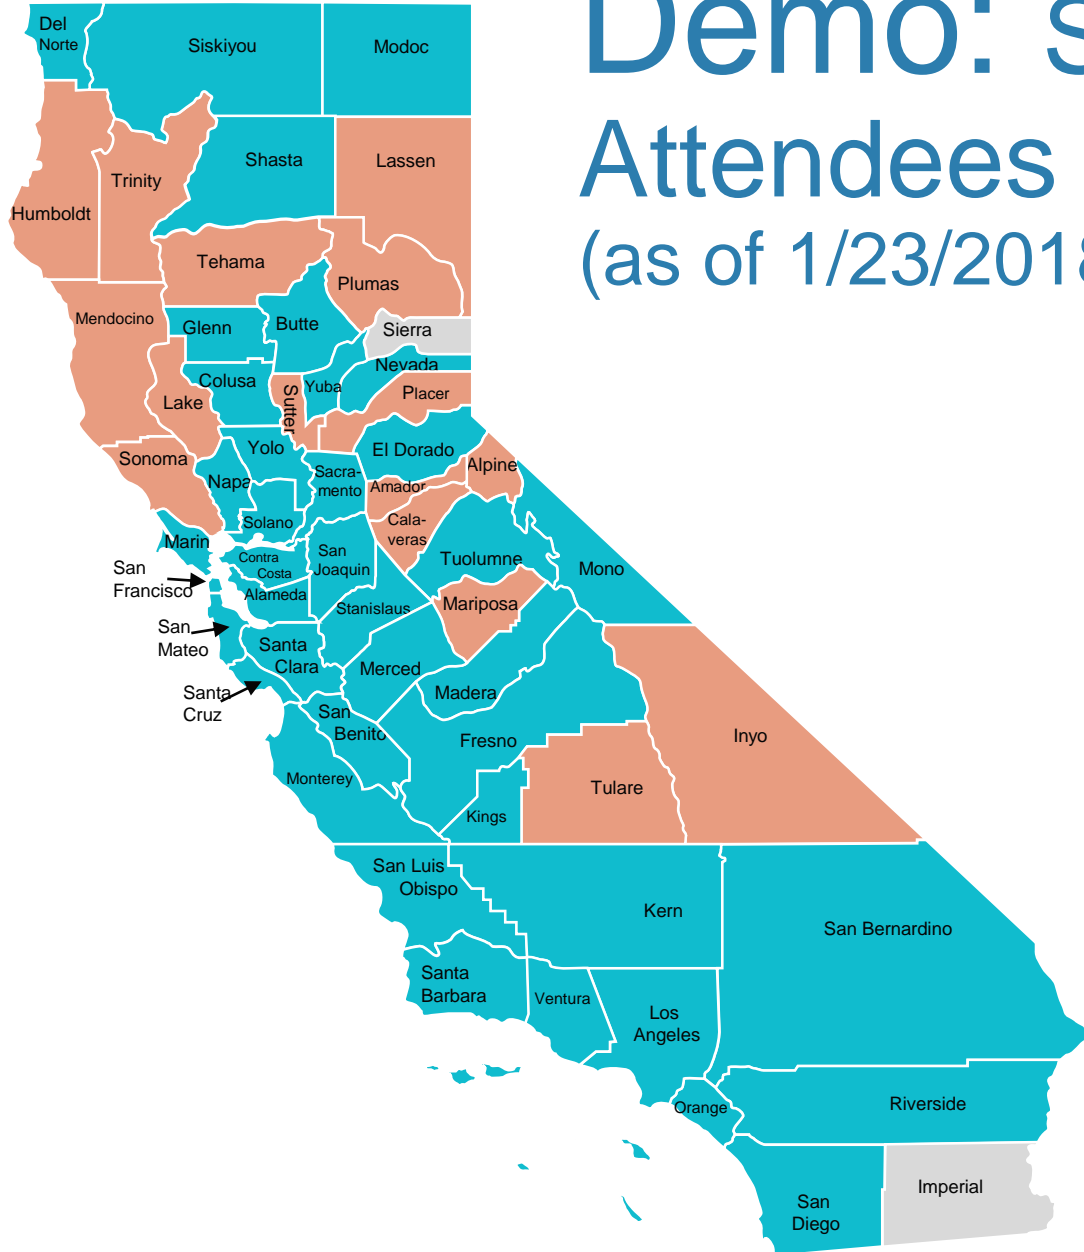 Demo: s
Attendees
(as of 1/23/2018
Del
Norte
Siskiyou
Modoc
Shasta
Lassen
Trinity
Humboldt
Tehama
Plumas
Mendocino
Glenn
Butte
Sierra
Nevada
Colusa
Yuba
Sutter
Placer
Lake
Yolo
El Dorado
Sonoma
Alpine
Napa
Sacra-
mento
Amador
Solano
Cala-
veras
Marin
Contra
Costa
San
Joaquin
Tuolumne
Mono
San
Francisco
Alameda
Stanislaus
Mariposa
San
Mateo
Santa
Clara
Merced
Madera
Santa
Cruz
San
Benito
Fresno
Inyo
Monterey
Tulare
Kings
San Luis
Obispo
Kern
San Bernardino
Santa
Barbara
Ventura
Los
Angeles
Orange
Riverside
Imperial
San
Diego